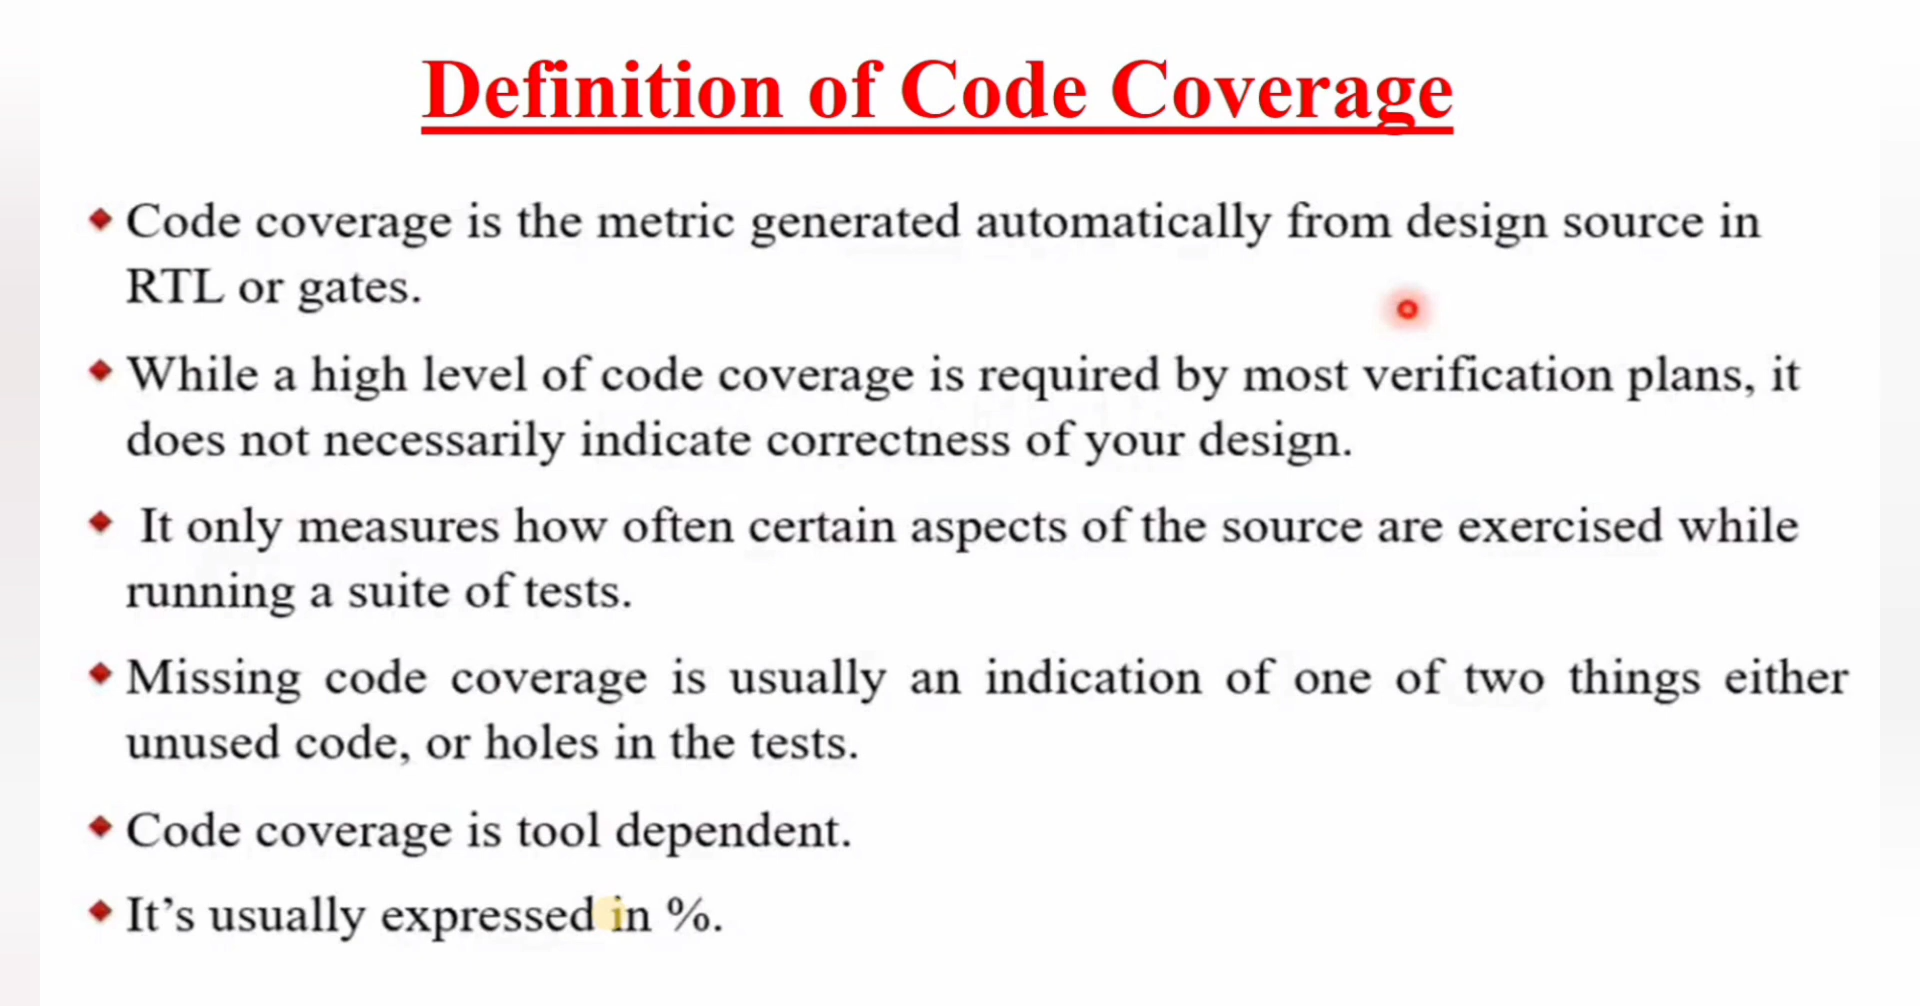 Definition of Code Coverage
Code coverage is the metric generated automatically from design source in
RTL or gates.
While a high level of code coverage is required by most verification plans, it
does not necessarily indicate correctness of your design.
It only measures how often certain aspects of the source are exercised while
running a suite of tests.
Missing code coverage is usually an indication of one of two things either
unused code, or holes in the tests.
Code coverage is tool dependent.
It’s usually expressed in %.